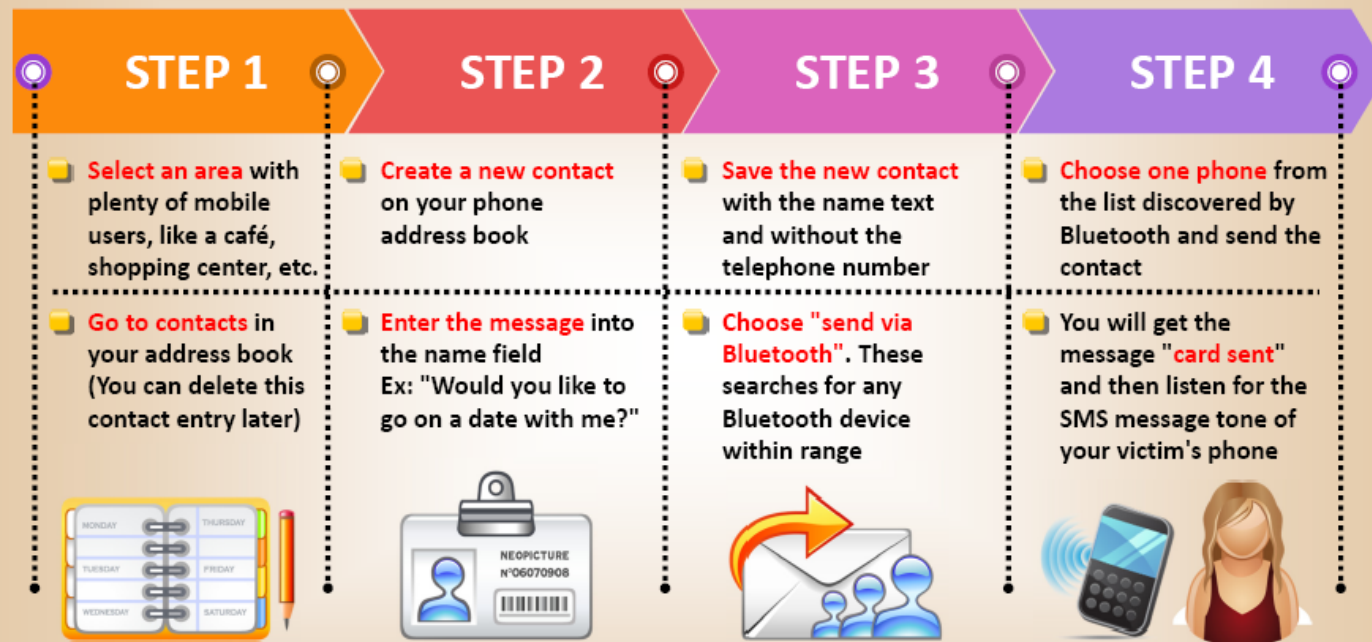 STEP 1
STEP 2
STEP 3
STEP 4
Select an area with
plenty of mobile
users, like a café,
shopping center, etc.
Create a new contact
on your phone
address book
Save the new contact
with the name text
and without the
telephone number
Choose one phone from
the list discovered by
Bluetooth and send the
contact
Go to contacts in
your address book
(You can delete this
contact entry later)
Enter the message into
the name field
Ex: "Would you like to
go on a date with me?"
Choose "send via
Bluetooth". These
searches for any
Bluetooth device
within range
You will get the
message "card sent"
and then listen for the
SMS message tone of
your victim's phone
MONDAY
THURSDAY
TUESDAY
FRIDAY
WEDNESDAY
SATURDAY
NEOPICTURE
N°06070908